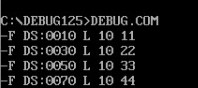 C:\DEBUG125>DEBUG.COM
-F DS:0010 L 10 11
-F DS:0030 L 10 22
-F DS:0050 L 10 33
-F DS:0070 L 10 44